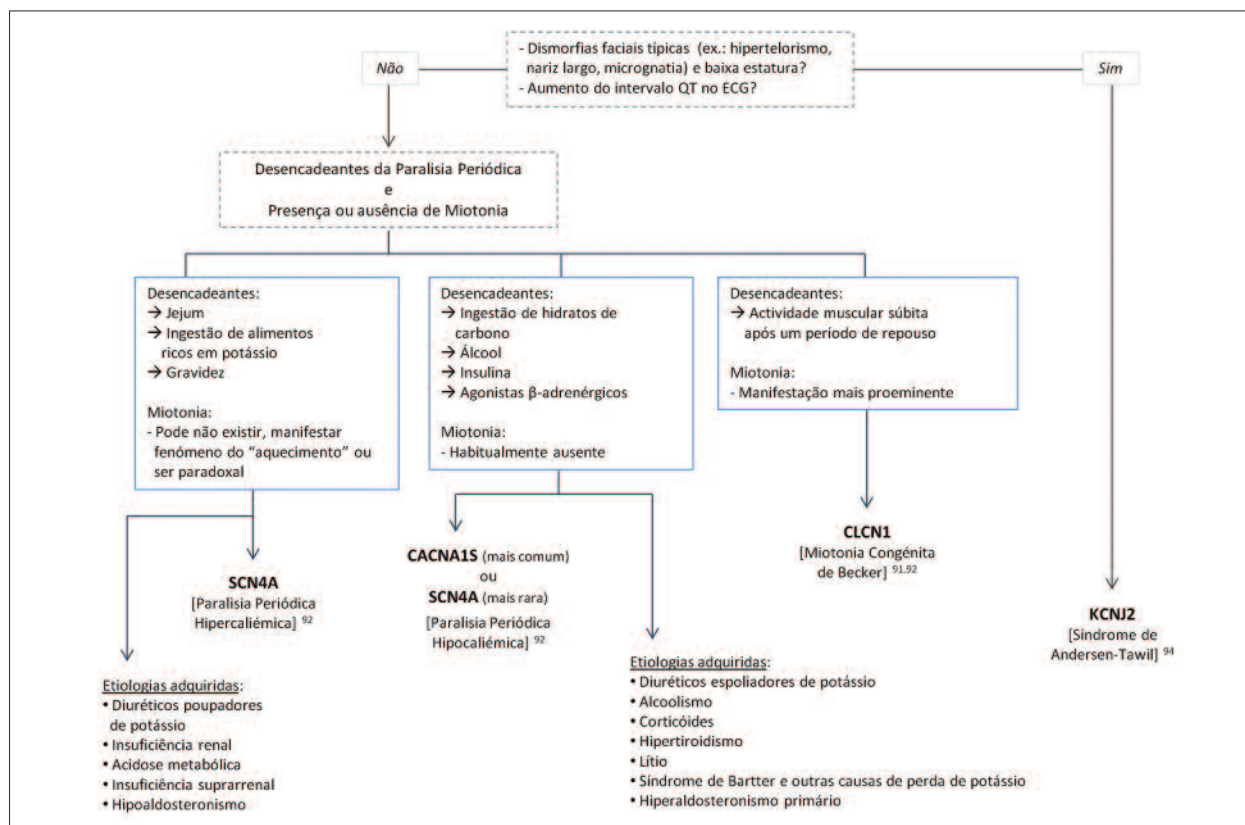 - Dismorfias faciais típicas (ex.: hipertelorismo,
nariz largo, micrognatia) e baixa estatura?
- Aumento do intervalo QT no ECG?
Não
Sim
Desencadeantes da Paralisia Periódica
e
Presença ou ausência de Miotonia
Desencadeantes:
→ Jejum
→ Ingestão de alimentos
ricos em potássio
→ Gravidez
Miotonia:
- Pode não existir, manifestar
fenómeno do “aquecimento” ou
ser paradoxal
Desencadeantes:
→ Ingestão de hidratos de
carbono
→ Álcool
→ Insulina
→ Agonistas β-adrenérgicos
Miotonia:
- Habitualmente ausente
Desencadeantes:
→ Actividade muscular súbita
após um período de repouso
Miotonia:
- Manifestação mais proeminente
SCN4A
[Paralisia Periódica
Hipercaliémica] 92
CACNA1S (mais comum)
ou
SCN4A (mais rara)
[Paralisia Periódica
Hipocaliémica] 92
CLCN1
[Miotonia Congénita
de Becker] 91,92
KCNJ2
[Síndrome de
Andersen-Tawil] 94
Etiologias adquiridas:
• Diuréticos poupadores
de potássio
• Insuficiência renal
• Acidose metabólica
• Insuficiência suprarrenal
• Hipoaldosteronismo
Etiologias adquiridas:
• Diuréticos espoliadores de potássio
• Alcoolismo
• Corticóides
• Hipertiroidismo
• Lítio
• Síndrome de Bartter e outras causas de perda de potássio
• Hiperaldosteronismo primário